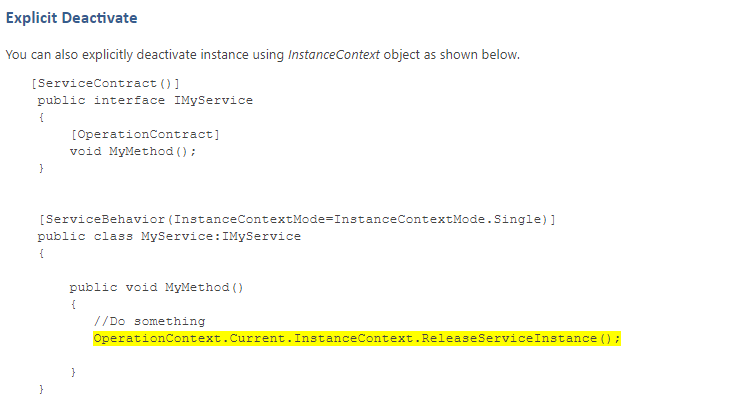 Explicit Deactivate
You can also explicitly deactivate instance using InstanceContext object as shown below.
[ServiceContract()]
public interface IMyService
{
[OperationContract]
void MyMethod();
}
[ServiceBehavior(InstanceContextMode=InstanceContextMode.Single)]
public class MyService:IMyService
{
public void MyMethod()
{
//Do something
OperationContext.Current.InstanceContext.ReleaseServiceInstance();
}
}